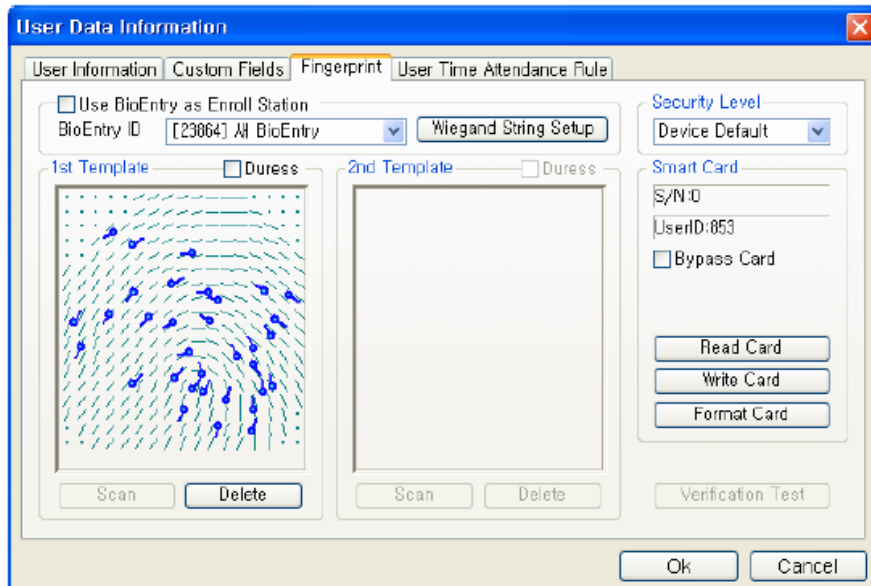 User Data Information
User Information Custom Fields Fingerprint User Time Attendance Rule
Use BioEntry as Enroll Station
BioEntry ID [23864] 새 BioEntry Wiegand String Setup
Security Level
Device Default
1st Template Duress
2nd Template Duress
Smart Card
S/N:0
UserID:853
Bypass Card
Read Card
Write Card
Format Card
Scan Delete
Scan Delete
Verification Test
Ok Cancel